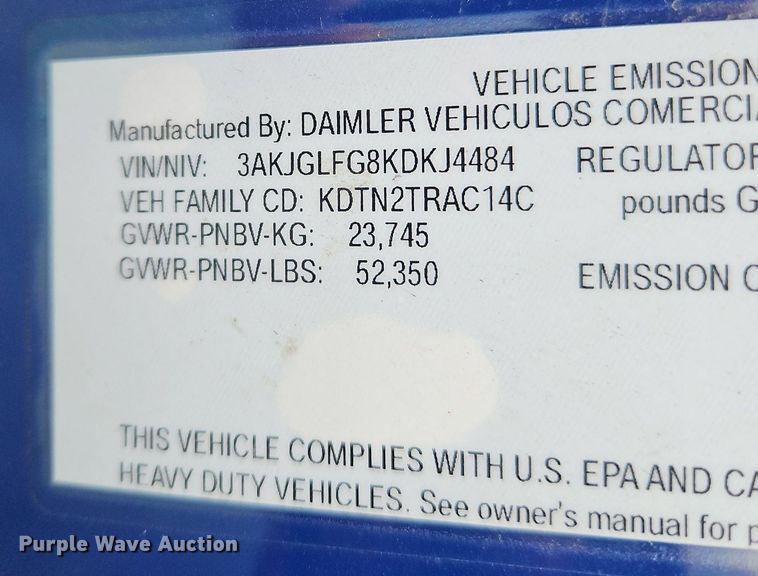 VEHICLE EMISSION
Manufactured By: DAIMLER VEHICULOS COMERCIA
VIN/NIV: 3AKJGLFG8KDKJ4484 REGULATOR
VEH FAMILY CD: KDTN2TRAC14C pounds G
GVWR-PNBV-KG: 23,745
GVWR-PNBV-LBS: 52,350 EMISSION C
THIS VEHICLE COMPLIES WITH U.S. EPA AND CA
HEAVY DUTY VEHICLES. See owner's manual for p
Purple Wave Auction